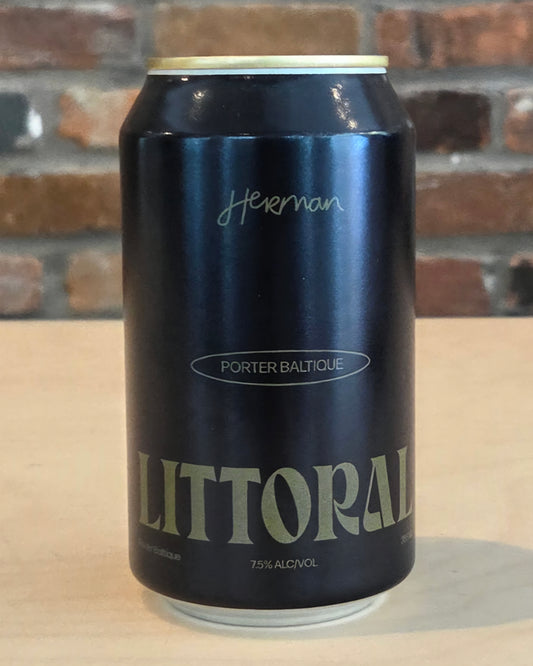 Herman
PORTER BALTIQUE
LITTORAL
Porter Baltique
7.5% ALC/VOL